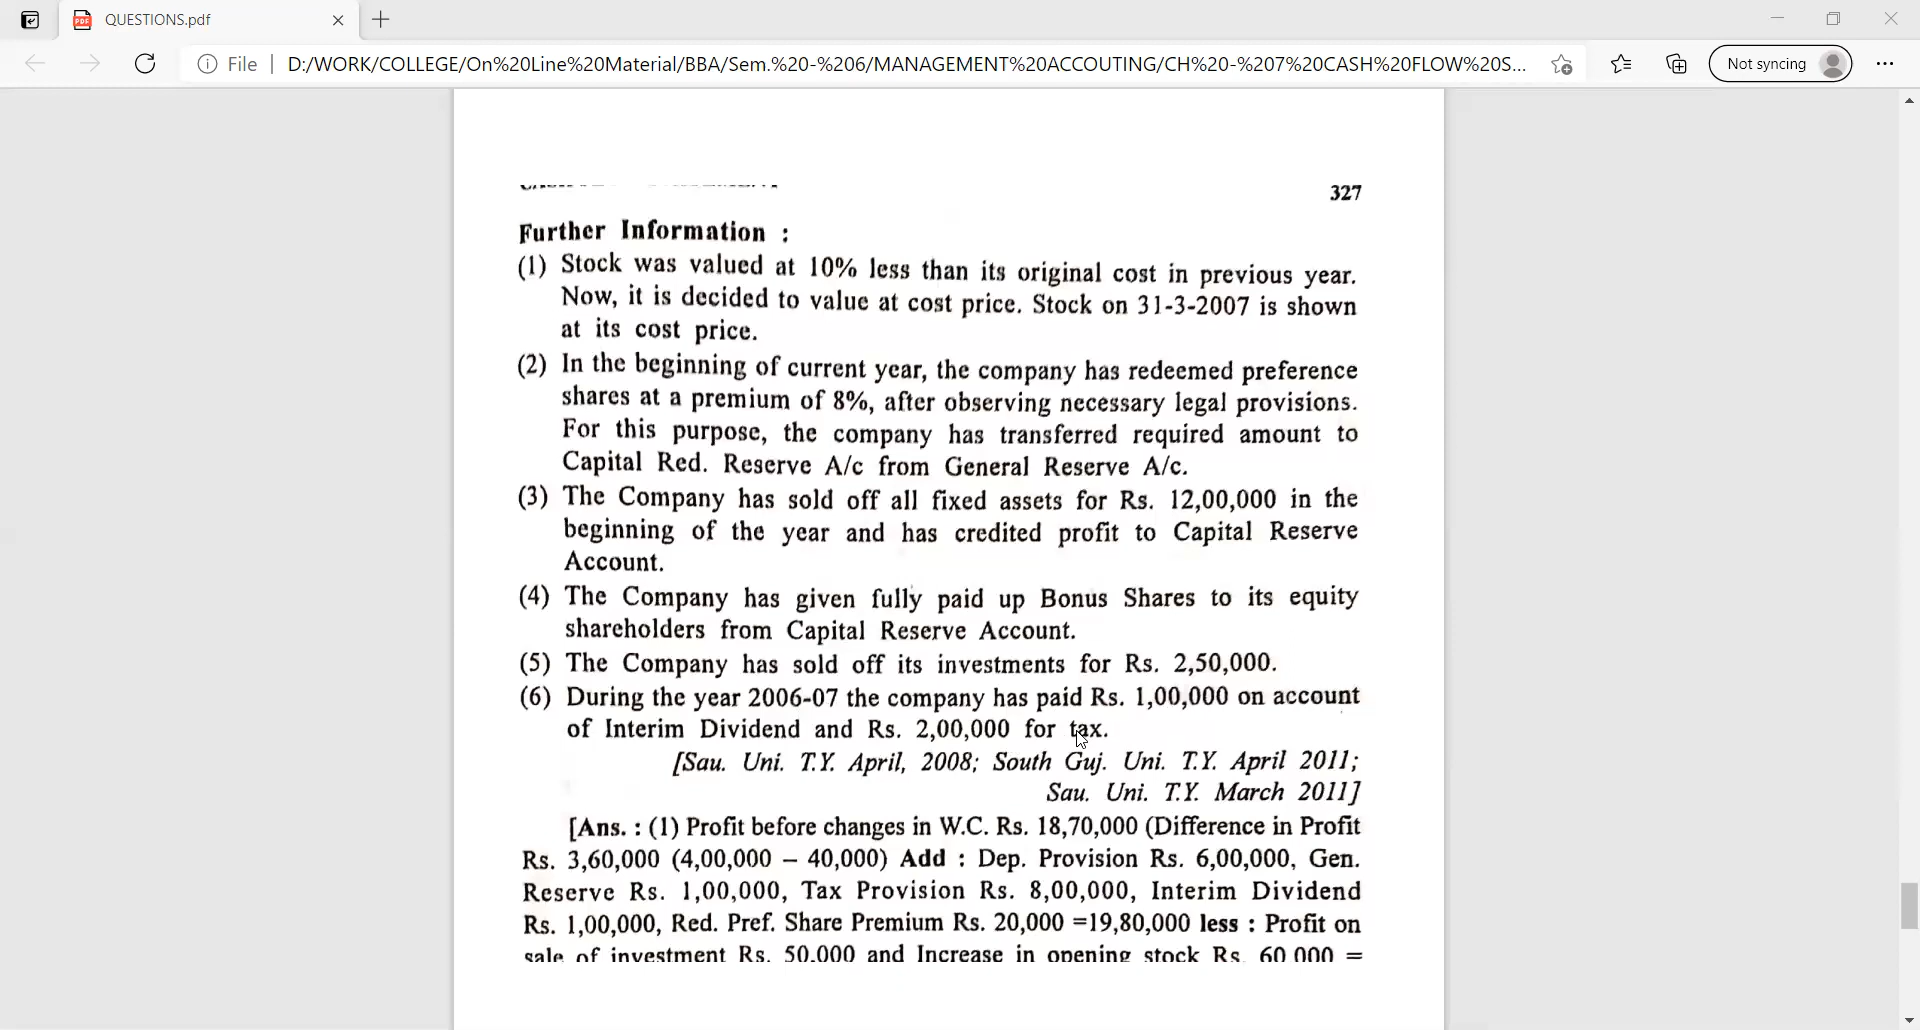 QUESTIONS.pdf
File
D:/WORK/COLLEGE/On%20Line%20Material/BBA/Sem.%20-%206/MANAGEMENT%20ACCOUTING/CH%20-%207%20CASH%20FLOW%20S...
Not syncing
327
Further Information :
(1) Stock was valued at 10% less than its original cost in previous year.
Now, it is decided to value at cost price. Stock on 31-3-2007 is shown
at its cost price.
(2) In the beginning of current year, the company has redeemed preference
shares at a premium of 8%, after observing necessary legal provisions.
For this purpose, the company has transferred required amount to
Capital Red. Reserve A/c from General Reserve A/c.
(3) The Company has sold off all fixed assets for Rs. 12,00,000 in the
beginning of the year and has credited profit to Capital Reserve
Account.
(4) The Company has given fully paid up Bonus Shares to its equity
shareholders from Capital Reserve Account.
(5) The Company has sold off its investments for Rs. 2,50,000.
(6) During the year 2006-07 the company has paid Rs. 1,00,000 on account
of Interim Dividend and Rs. 2,00,000 for tax.
[Sau. Uni. T.Y. April, 2008; South Guj. Uni. T.Y. April 2011;
Sau. Uni. T.Y. March 2011]
[Ans. : (1) Profit before changes in W.C. Rs. 18,70,000 (Difference in Profit
Rs. 3,60,000 (4,00,000 – 40,000) Add : Dep. Provision Rs. 6,00,000, Gen.
Reserve Rs. 1,00,000, Tax Provision Rs. 8,00,000, Interim Dividend
Rs. 1,00,000, Red. Pref. Share Premium Rs. 20,000 =19,80,000 less : Profit on
sale of investment Rs. 50,000 and Increase in opening stock Rs. 60,000 =